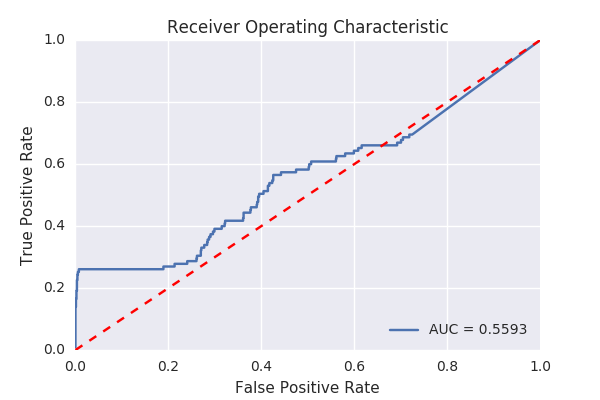 Receiver Operating Characteristic
1.0
0.8
0.6
0.4
0.2
0.0
True Positive Rate
AUC = 0.5593
0.0 0.2 0.4 0.6 0.8 1.0
False Positive Rate